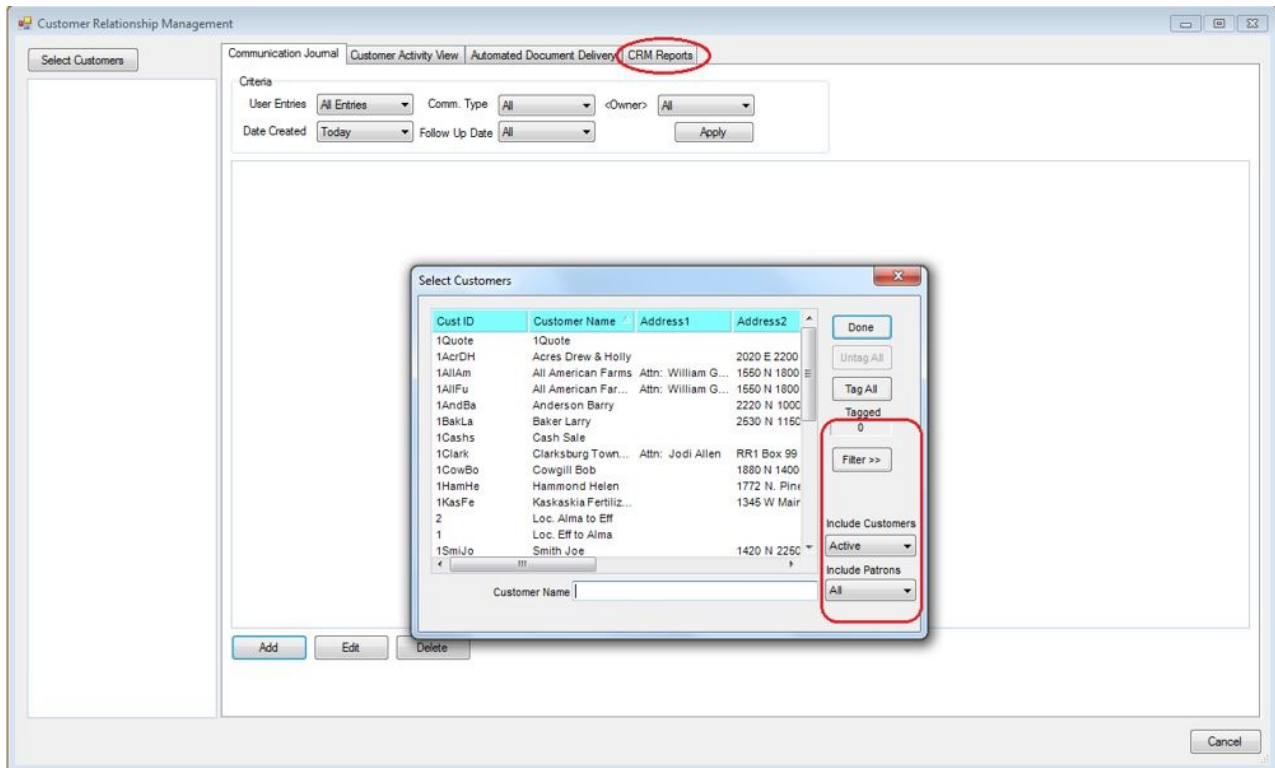 Customer Relationship Management
Select Customers
Communication Journal Customer Activity View Automated Document Delivery CRM Reports
Criteria
User Entries All Entries Comm. Type All <Owner> All
Date Created Today Follow Up Date All Apply
Select Customers
Cust ID Customer Name Address1 Address2
1Quote 1Quote
1AcrDH Acres Drew & Holly 2020 E 2200
1AllAm All American Farms Attn: William G... 1550 N 1800
1AllFu All American Far... Attn: William G... 1550 N 1800
1AndBa Anderson Barry 2220 N 1000
1BakLa Baker Larry 2530 N 1150
1Cashs Cash Sale
1Clark Clarksburg Town... Attn: Jodi Allen RR1 Box 99
1CowBo Cowgill Bob 1880 N 1400
1HamHe Hammond Helen 1772 N. Pine
1KasFe Kaskaskia Fertiliz... 1345 W Main
2 Loc. Alma to Eff
1 Loc. Eff to Alma
1SmiJo Smith Joe 1420 N 2250
Customer Name
Done
Untag All
Tag All
Tagged
0
Filter >>
Include Customers
Active
Include Patrons
All
Add Edit Delete
Cancel